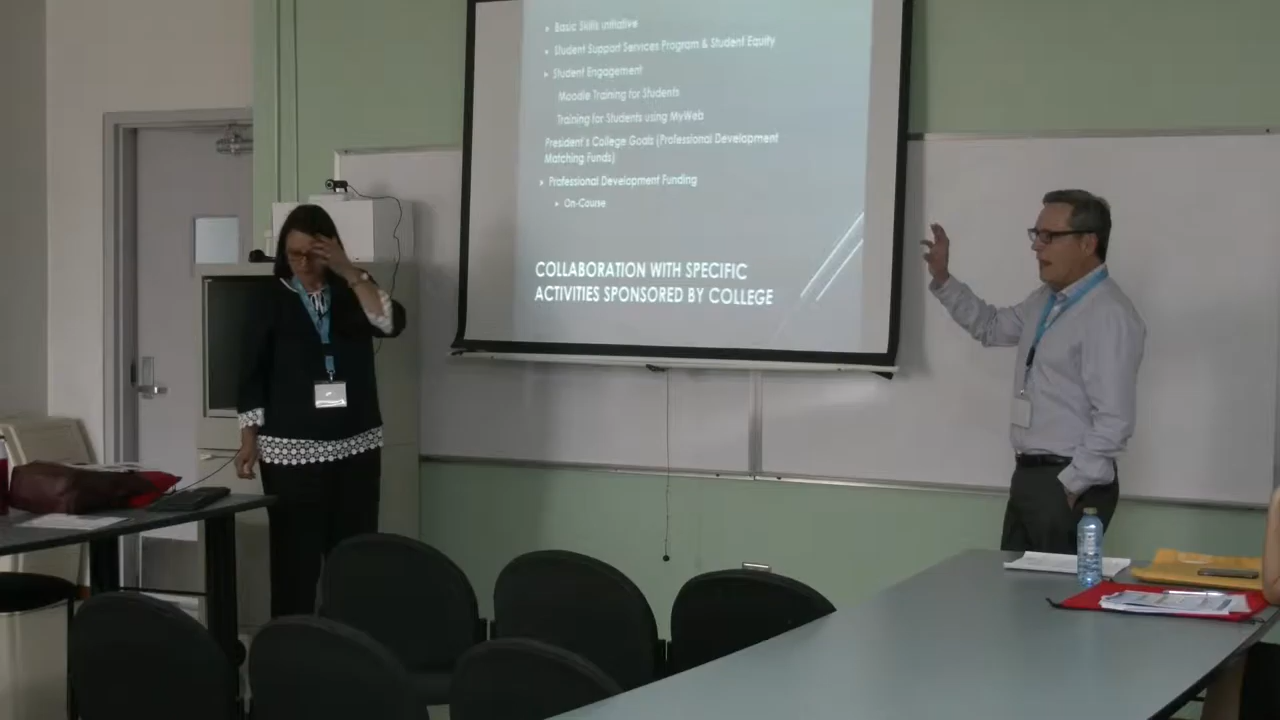 Basic Skills Initiative
Student Support Services Program & Student Equity
Student Engagement
Moodle Training for Students
Training for Students using MyWeb
President's College Goals (Professional Development
Matching Funds)
Professional Development Funding
On-Course
COLLABORATION WITH SPECIFIC
ACTIVITIES SPONSORED BY COLLEGE